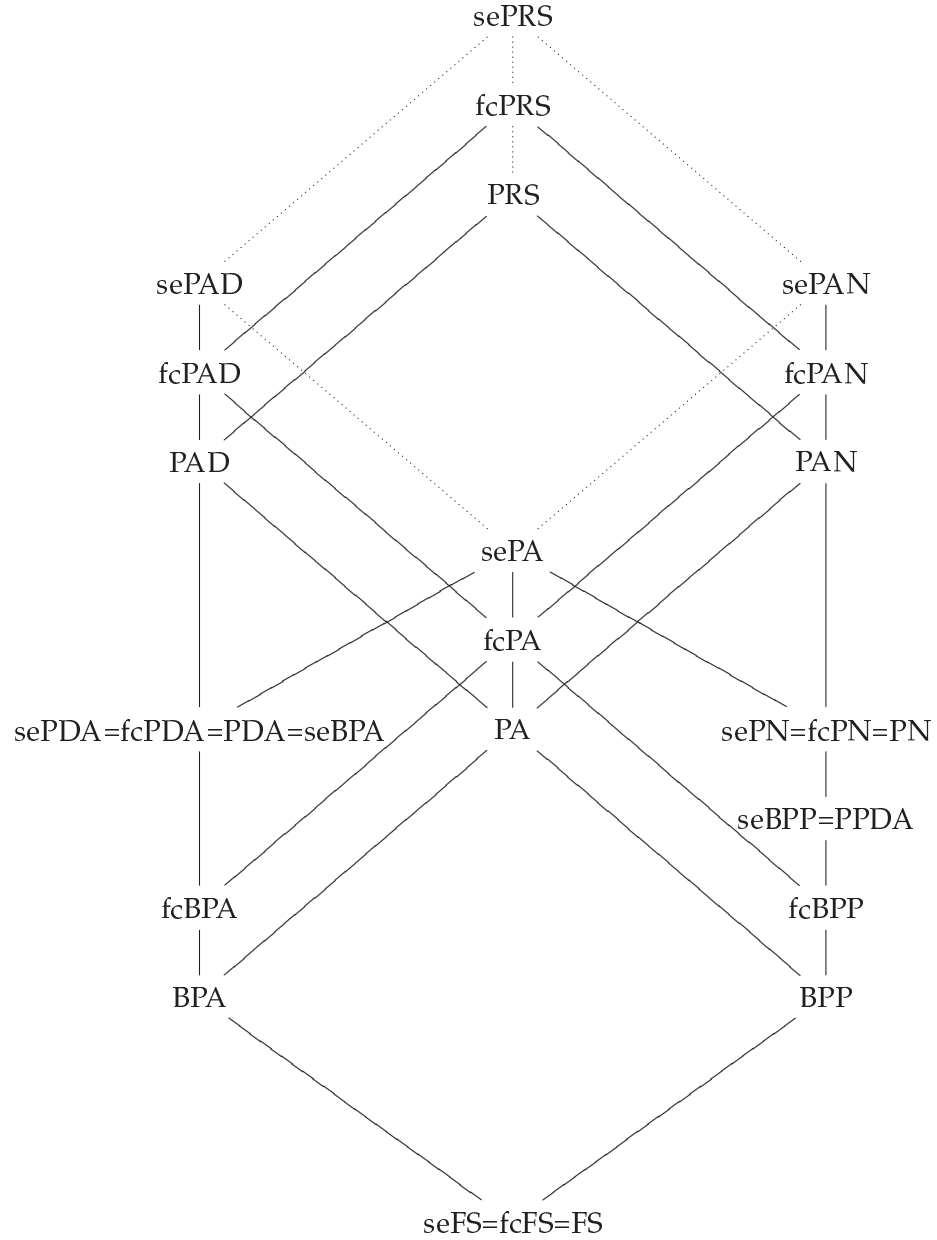 sePRS
fcPRS
PRS
sePAD
sePAN
fcPAD
fcPAN
PAD
PAN
sePA
fcPA
sePDA=fcPDA=PDA=seBPA
PA
sePN=fcPN=PN
seBPP=PPDA
fcBPA
fcBPP
BPA
BPP
seFS=fcFS=FS